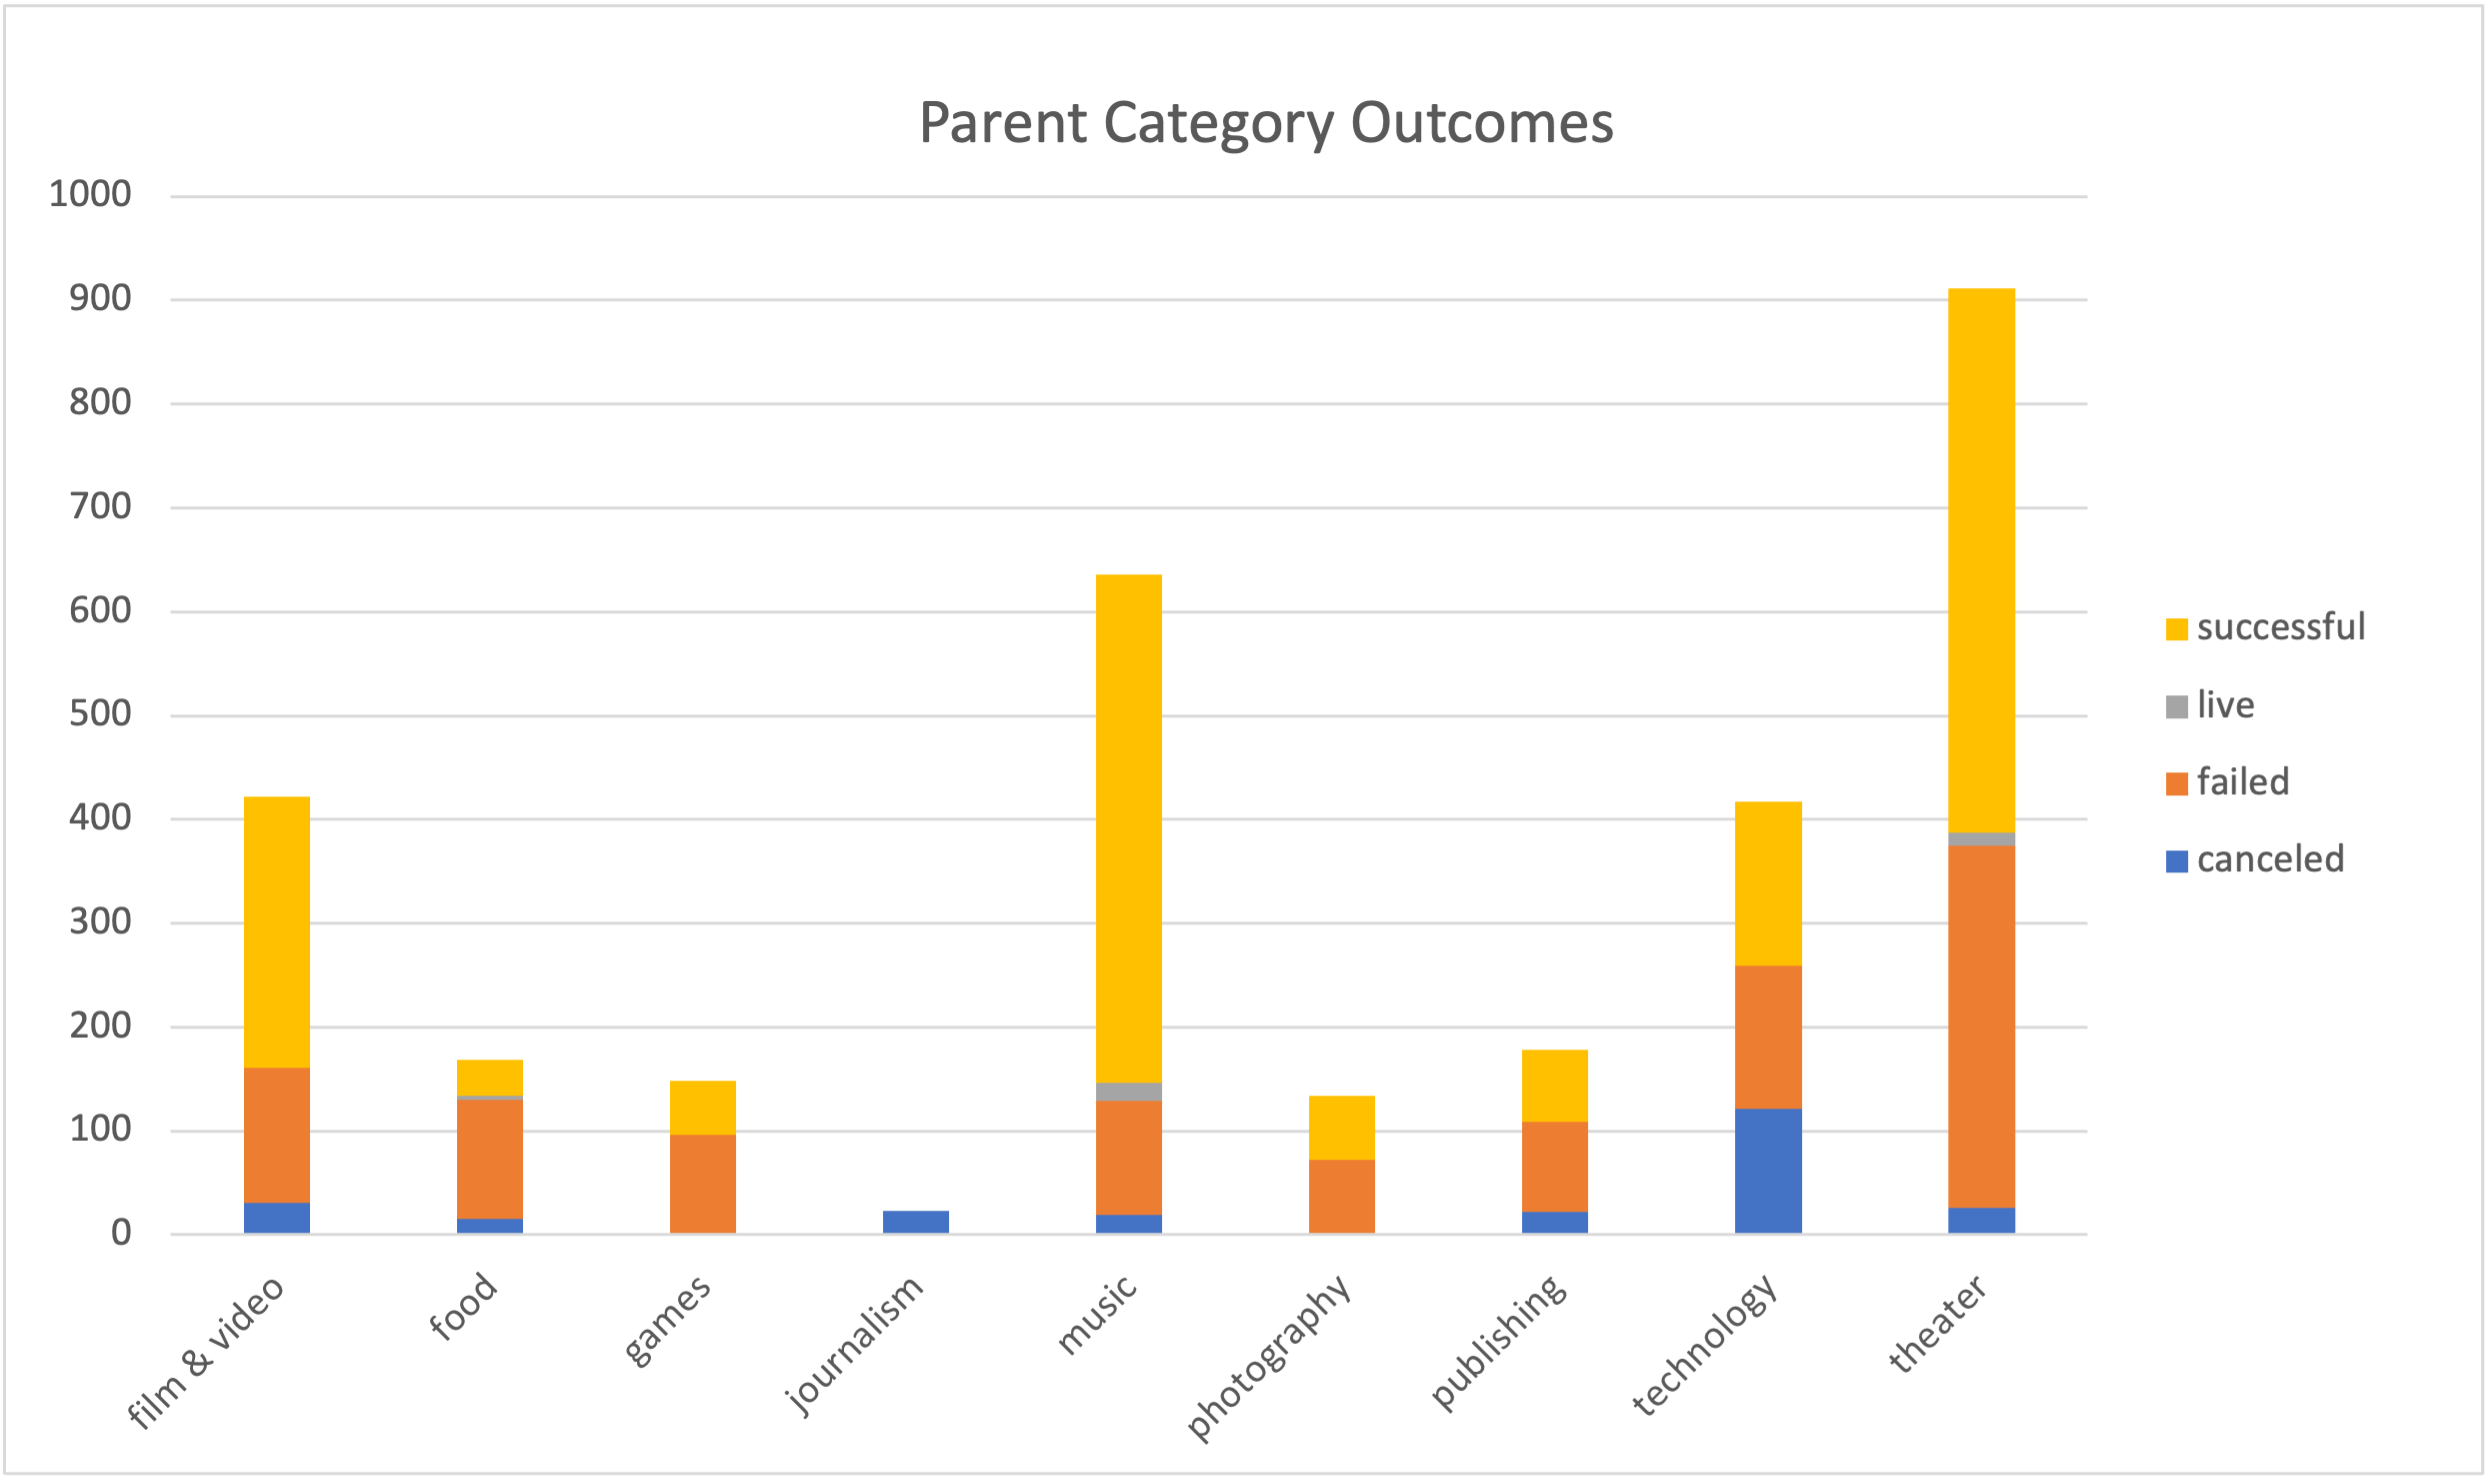 Parent Category Outcomes
1000
900
800
700
600
500
400
300
200
100
0
film & video
food
games
journalism
music
photography
publishing
technology
theater
successful
live
failed
canceled